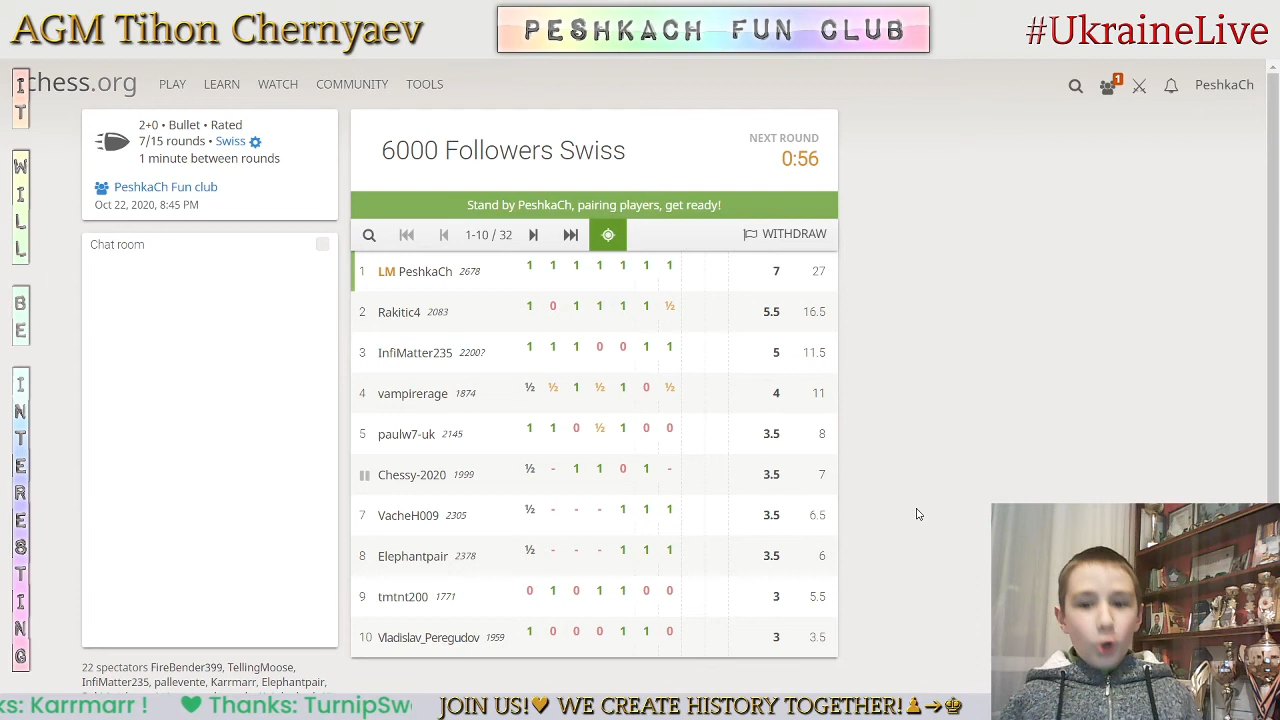 AGM Tihon Chernyaev
PESHKACH FUN CLUB
#UkraineLive
IT
WILL
BE
INTERESTING
chess.org
PLAY
LEARN
WATCH
COMMUNITY
TOOLS
1
PeshkaCh
2+0 • Bullet • Rated
7/15 rounds • Swiss
1 minute between rounds
PeshkaCh Fun club
Oct 22, 2020, 8:45 PM
Chat room
22 spectators FireBender399, TellingMoose,
InfiMatter235, pallevente, Karrmarr, Elephantpair,
6000 Followers Swiss
NEXT ROUND
0:56
Stand by PeshkaCh, pairing players, get ready!
1-10 / 32
WITHDRAW
1 LM PeshkaCh 2678 1 1 1 1 1 1 1 7 27
2 Rakitic4 2083 1 0 1 1 1 1 ½ 5.5 16.5
3 InfiMatter235 2200? 1 1 1 0 0 1 1 5 11.5
4 vampirerage 1874 ½ ½ 1 ½ 1 0 ½ 4 11
5 paulw7-uk 2145 1 1 0 ½ 1 0 0 3.5 8
Chessy-2020 1999 ½ - 1 1 0 1 - 3.5 7
7 VacheH009 2305 ½ - - - 1 1 1 3.5 6.5
8 Elephantpair 2378 ½ - - - 1 1 1 3.5 6
9 tmtnt200 1771 0 1 0 1 1 0 0 3 5.5
10 Vladislav_Peregudov 1959 1 0 0 0 1 1 0 3 3.5
ks: Karrmarr ! Thanks: TurnipSw
JOIN US! WE CREATE HISTORY TOGETHER!